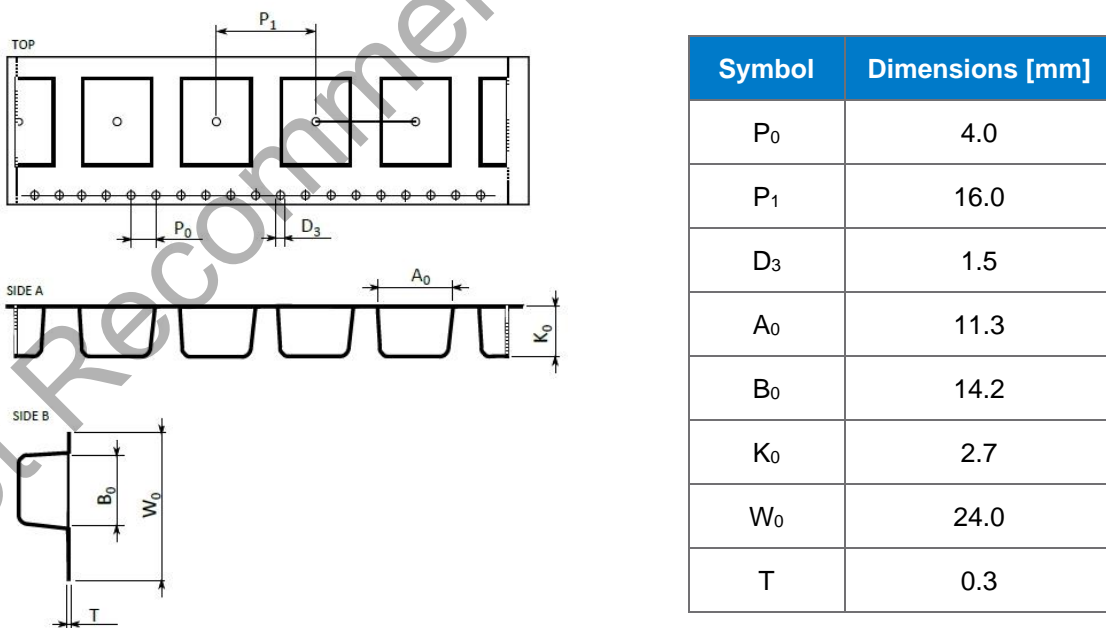 P₁
TOP
P₀
D₃
SIDE A
A₀
K₀
SIDE B
B₀
W₀
T
Symbol Dimensions [mm]
P₀ 4.0
P₁ 16.0
D₃ 1.5
A₀ 11.3
B₀ 14.2
K₀ 2.7
W₀ 24.0
T 0.3